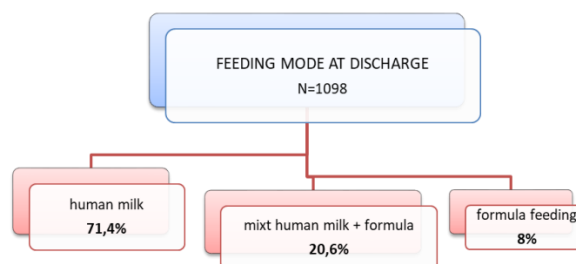 FEEDING MODE AT DISCHARGE
N=1098
human milk
71,4%
mixt human milk + formula
20,6%
formula feeding
8%